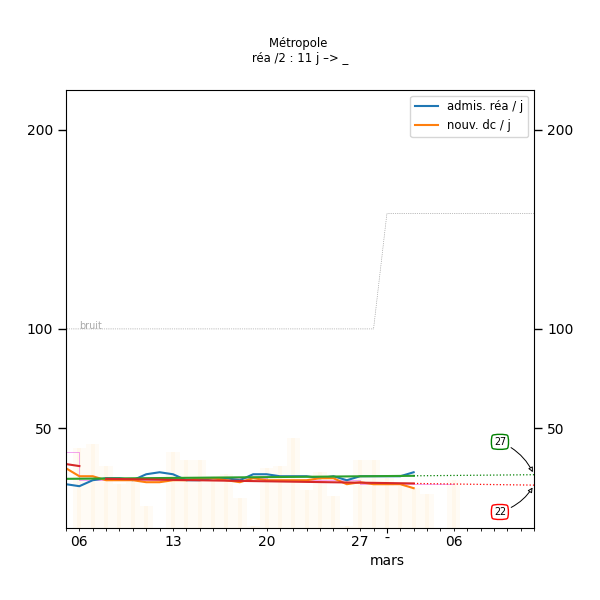 Métropole
réa /2 : 11 j –> _
admis. réa / j
nouv. dc / j
200
200
bruit
100
100
50
50
27
22
06
13
20
27
-
06
mars